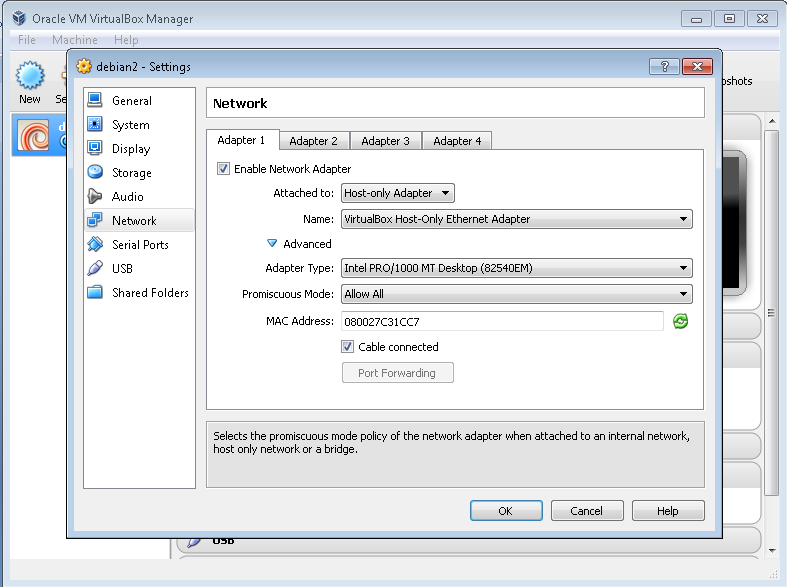 Oracle VM VirtualBox Manager
File Machine Help
New
debian2 - Settings
?
General
System
Display
Storage
Audio
Network
Serial Ports
USB
Shared Folders
Network
Adapter 1 Adapter 2 Adapter 3 Adapter 4
Enable Network Adapter
Attached to: Host-only Adapter
Name: VirtualBox Host-Only Ethernet Adapter
Advanced
Adapter Type: Intel PRO/1000 MT Desktop (82540EM)
Promiscuous Mode: Allow All
MAC Address: 080027C31CC7
Cable connected
Port Forwarding
Selects the promiscuous mode policy of the network adapter when attached to an internal network,
host only network or a bridge.
OK Cancel Help
USB